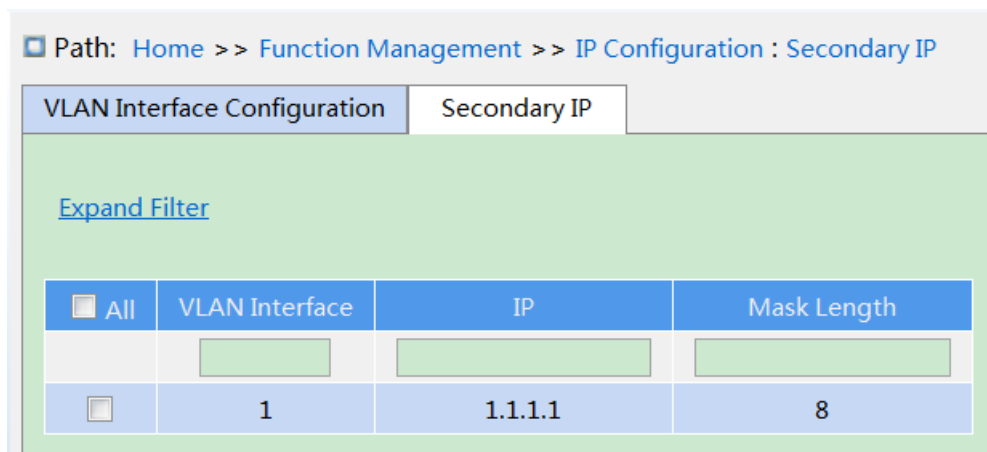 Path: Home >> Function Management >> IP Configuration : Secondary IP
VLAN Interface Configuration Secondary IP
Expand Filter
All VLAN Interface IP Mask Length
1 1.1.1.1 8